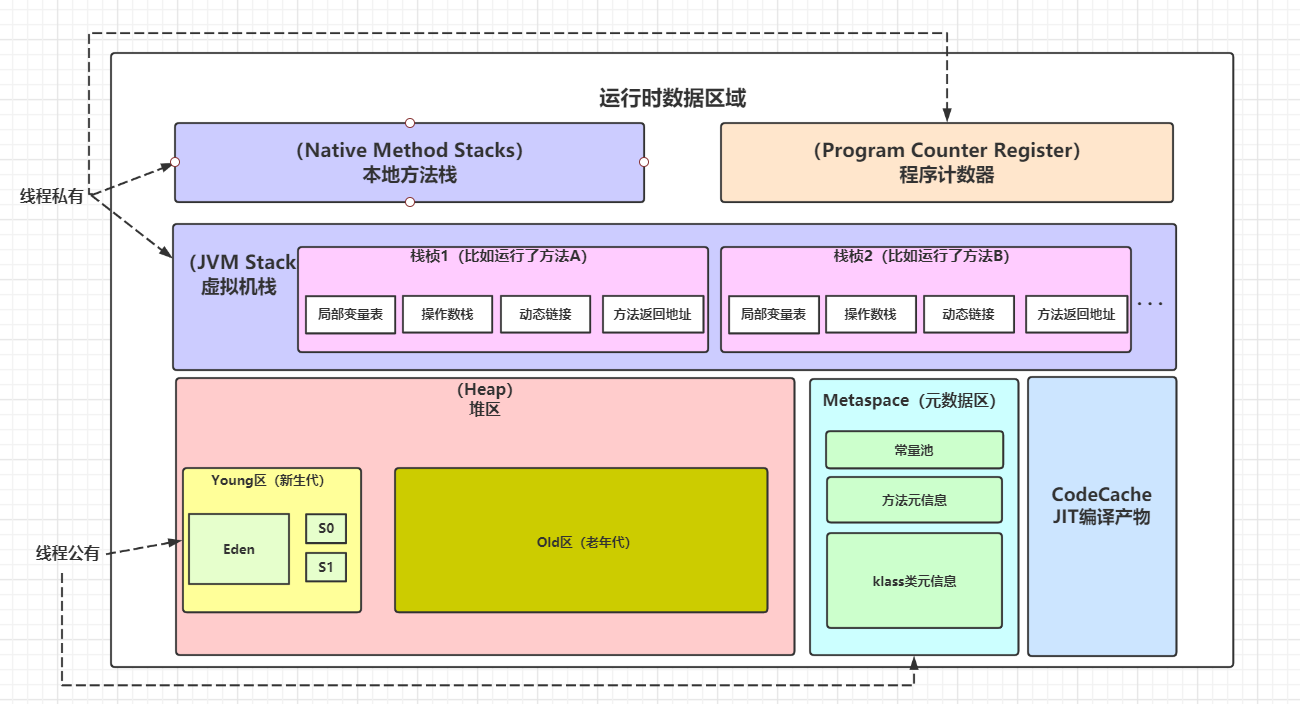 运行时数据区域
（Native Method Stacks）
本地方法栈
（Program Counter Register）
程序计数器
线程私有
（JVM Stack
虚拟机栈
栈桢1（比如运行了方法A）
局部变量表
操作数栈
动态链接
方法返回地址
栈桢2（比如运行了方法B）
局部变量表
操作数栈
动态链接
方法返回地址
···
（Heap）
堆区
Young区（新生代）
Eden
S0
S1
Old区（老年代）
线程公有
Metaspace（元数据区）
常量池
方法元信息
klass类元信息
CodeCache
JIT编译产物